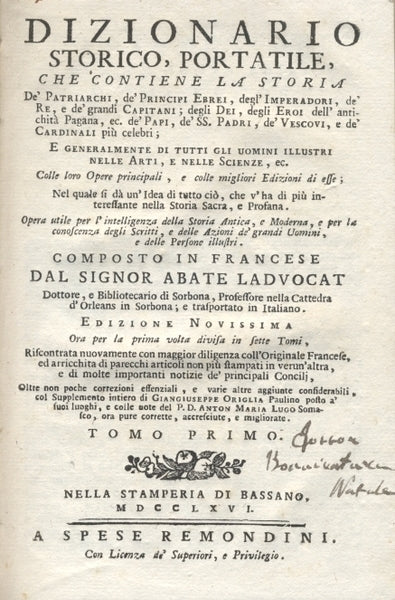 DIZIONARIO
STORICO, PORTATILE,
CHE CONTIENE LA STORIA
De' PATRIARCHI, de' PRINCIPI EBREI, degl' IMPERADORI, de'
RE, e de' grandi CAPITANI; degli DEI, degli EROI dell' anti-
chità Pagana, ec. de' PAPI, de' SS. PADRI, de' VESCOVI, e de'
CARDINALI più celebri;
E GENERALMENTE DI TUTTI GLI UOMINI ILLUSTRI
NELLE ARTI, E NELLE SCIENZE, ec.
Colle loro Opere principali, e colle migliori Edizioni di eſſe;
Nel quale ſi dà un' Idea di tutto ciò, che v'ha di più in-
tereſſante nella Storia Sacra, e Profana.
Opera utile per l'intelligenza della Storia Antica, e Moderna, e per la
conoſcenza degli Scritti, e delle Azioni de' grandi Uomini,
e delle Perſone illuſtri.
COMPOSTO IN FRANCESE
DAL SIGNOR ABATE LADVOCAT
Dottore, e Bibliotecario di Sorbona, Profeſſore nella Cattedra
d'Orleans in Sorbona; e traſportato in Italiano.
EDIZIONE NOVISSIMA
Ora per la prima volta diviſa in ſette Tomi,
Riſcontrata nuovamente con maggior diligenza coll'Originale Franceſe,
ed arricchita di parecchi articoli non più ſtampati in verun'altra,
e di molte importanti notizie de' principali Concilj,
Oltre non poche correzioni eſſenziali, e varie altre aggiunte conſiderabili,
col Supplemento intiero di GIANGIUSEPPE ORIGLIA Paulino poſto a'
ſuoi luoghi, e colle note del P. D. ANTON MARIA LUGO Soma-
ſco, ora pure corrette, accreſciute, e migliorate.
TOMO PRIMO.
NELLA STAMPERIA DI BASSANO,
MDCCLXVI.
A SPESE REMONDINI.
Con Licenza de' Superiori, e Privilegio.